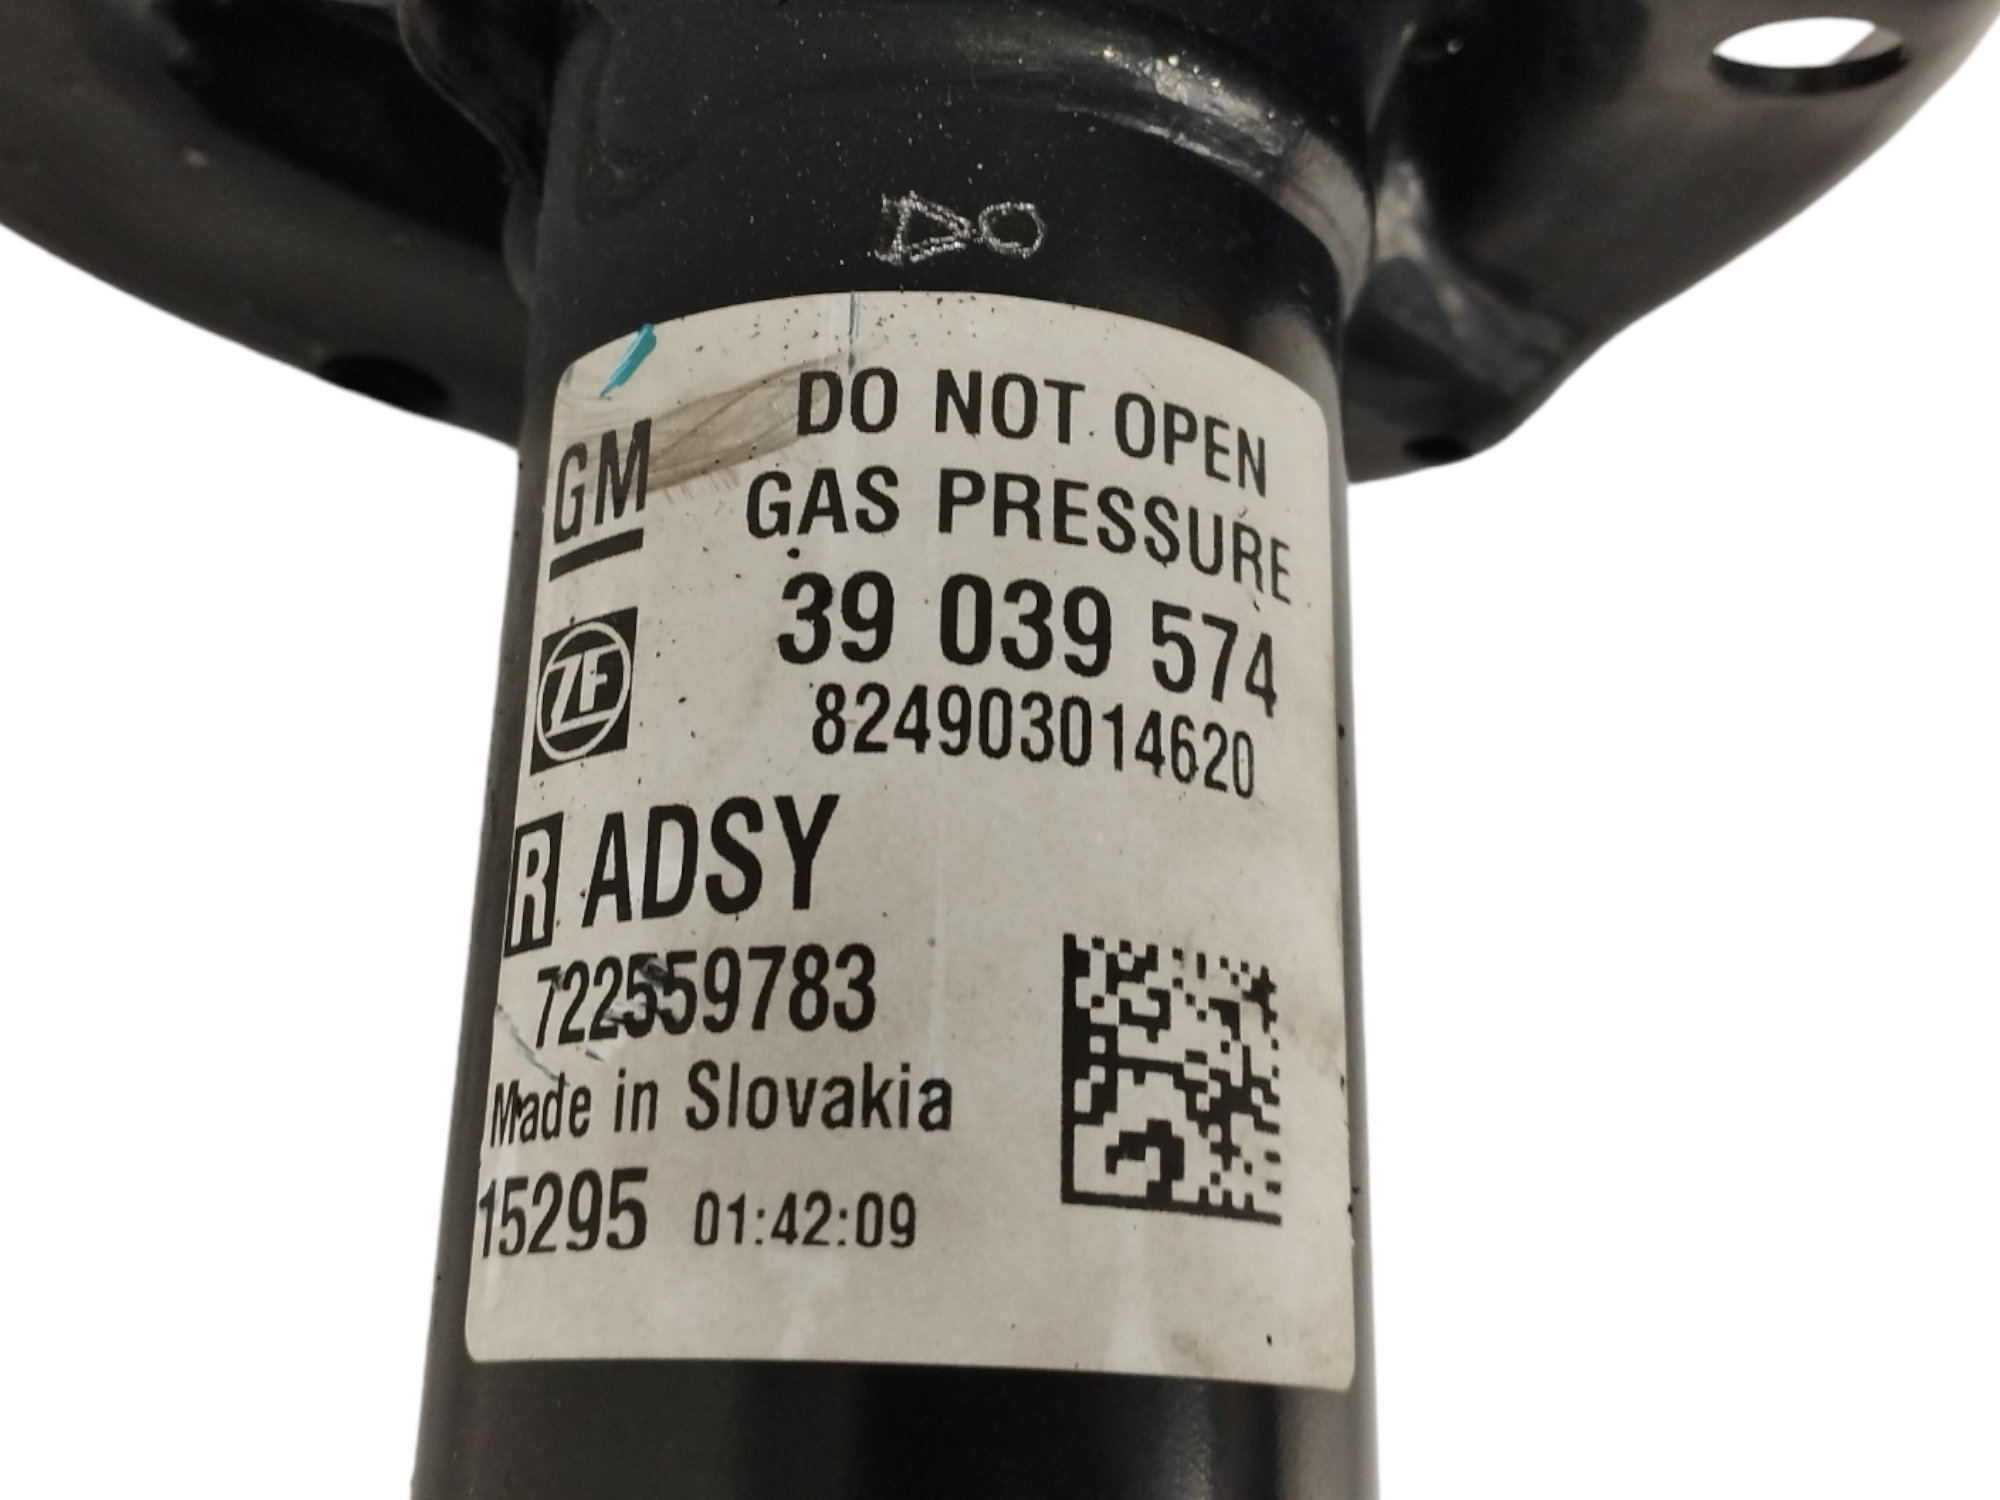 DO
DO NOT OPEN
GM
GAS PRESSURE
39 039 574
ZF
824903014620
R ADSY
722559783
Made in Slovakia
15295 01:42:09